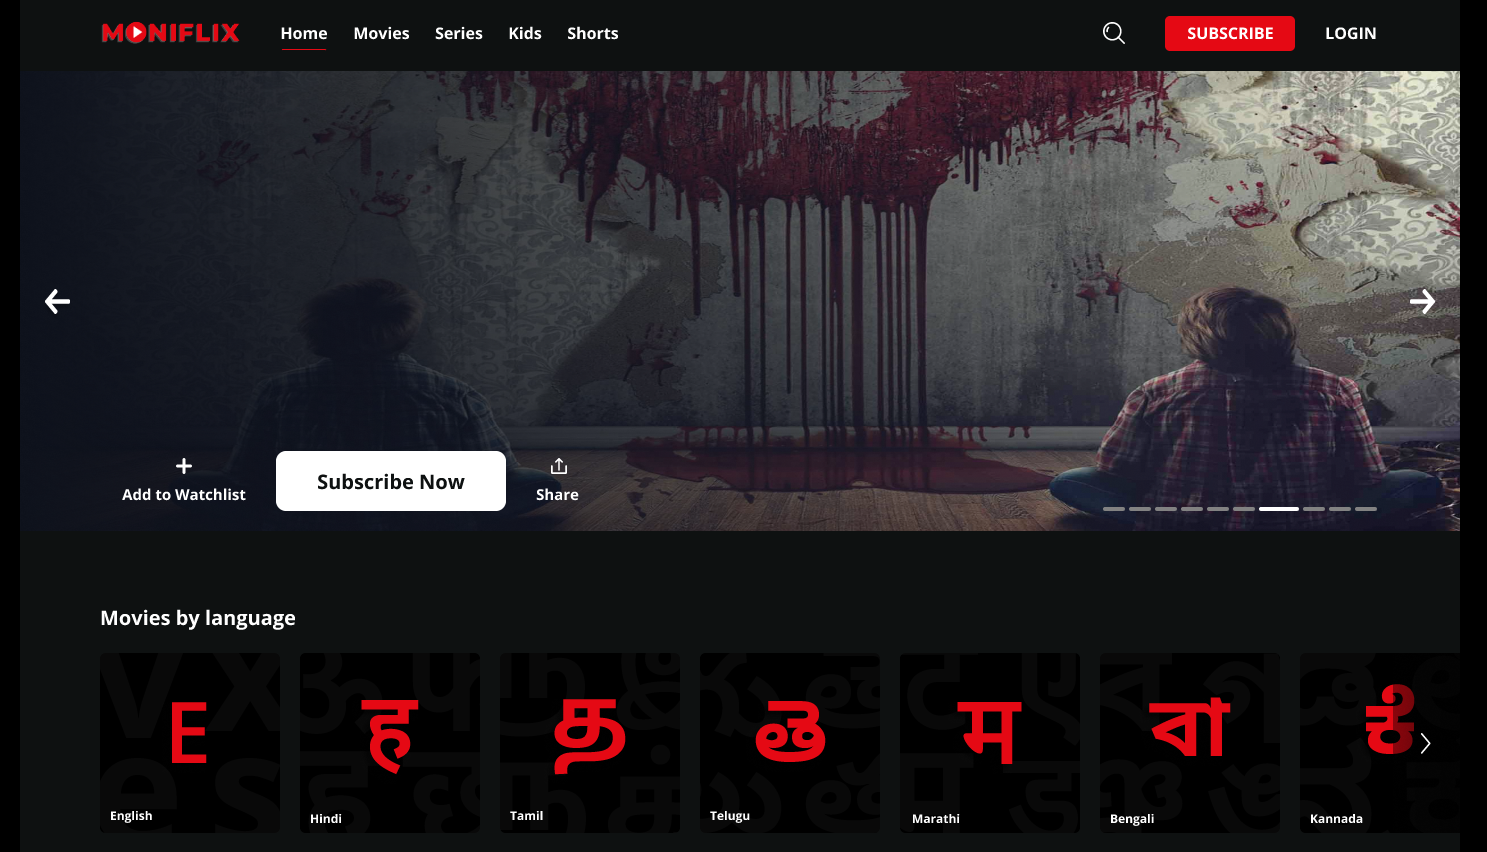 MONIFLIX
Home Movies Series Kids Shorts
SUBSCRIBE
LOGIN
Add to Watchlist
Subscribe Now
Share
Movies by language
E
ह
த
తె
म
বা
ಕ
English
Hindi
Tamil
Telugu
Marathi
Bengali
Kannada